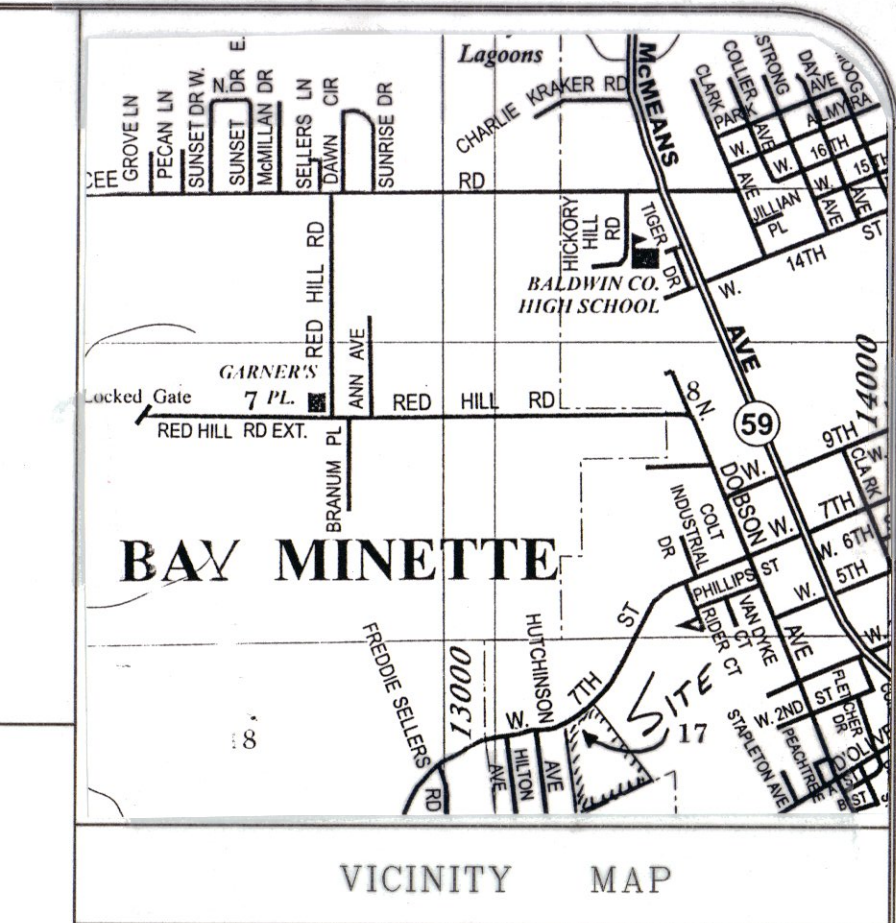 Lagoons
McMEANS
AVE
CHARLIE KRAKER RD
GROVE LN
PECAN LN
SUNSET DR W.
N.
SUNSET DR E.
McMILLAN DR
SELLERS LN
DAWN CIR
SUNRISE DR
CEE
RD
CLARK
AVE
COLLIER
AVE
STRONG
DAY AVE
PARK
ALMYRA
W. 16TH
W. 15TH
JILLIAN
PL
AVE
AVE
W. 14TH ST
HICKORY
HILL
RD
TIGER
DR
BALDWIN CO.
HIGH SCHOOL
RED HILL RD
ANN AVE
GARNER'S
7 PL.
Locked Gate
RED HILL RD
RED HILL RD EXT.
BRANUM PL
8
N.
DOBSON
AVE
59
14000
W. 9TH
CLARK
W.
W. 7TH
W. 6TH
W. 5TH
W.
COLT
INDUSTRIAL
DR
PHILLIPS ST
VAN DYKE
CT
RIDER CT
BAY MINETTE
FREDDIE SELLERS
RD
13000
HUTCHINSON
AVE
HILTON
AVE
W. 7TH ST
SITE
17
18
W. 2ND ST
FLETCHER
DR
STAPLETON AVE
PEACHTREE
D'OLIVE
ST
VICINITY MAP